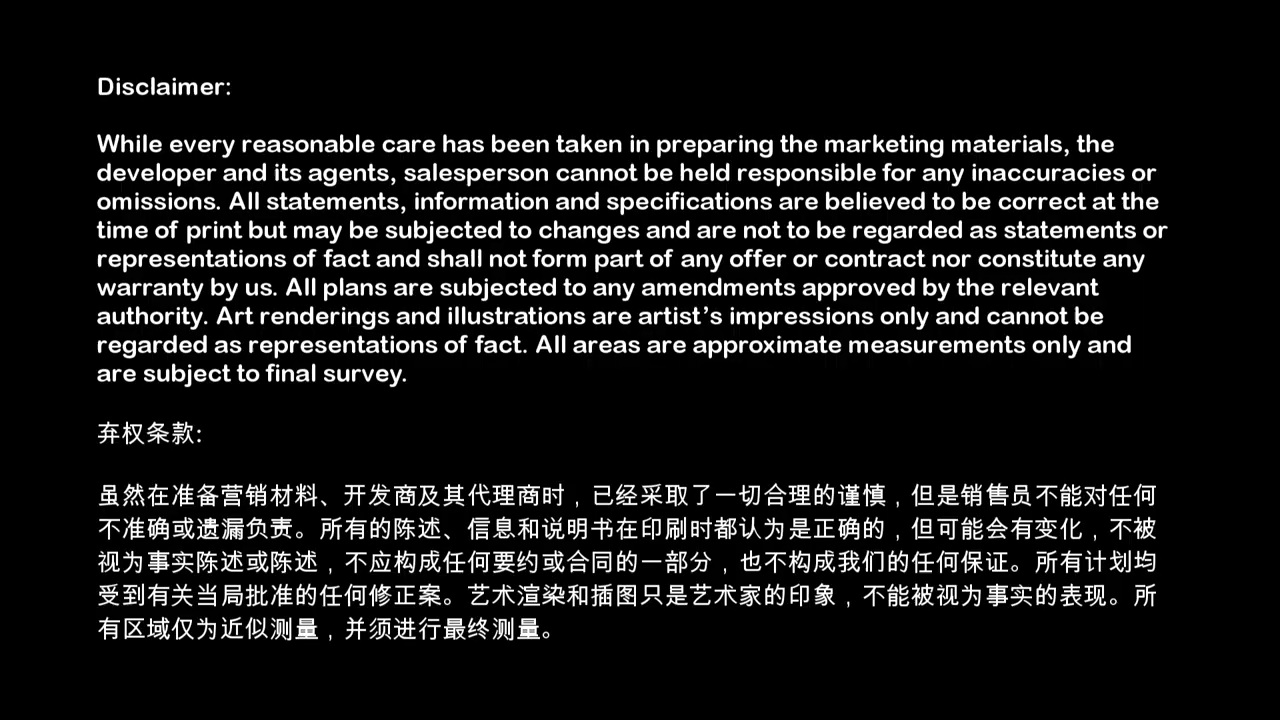 Disclaimer:
While every reasonable care has been taken in preparing the marketing materials, the
developer and its agents, salesperson cannot be held responsible for any inaccuracies or
omissions. All statements, information and specifications are believed to be correct at the
time of print but may be subjected to changes and are not to be regarded as statements or
representations of fact and shall not form part of any offer or contract nor constitute any
warranty by us. All plans are subjected to any amendments approved by the relevant
authority. Art renderings and illustrations are artist’s impressions only and cannot be
regarded as representations of fact. All areas are approximate measurements only and
are subject to final survey.
弃权条款:
虽然在准备营销材料、开发商及其代理商时，已经采取了一切合理的谨慎，但是销售员不能对任何
不准确或遗漏负责。所有的陈述、信息和说明书在印刷时都认为是正确的，但可能会有变化，不被
视为事实陈述或陈述，不应构成任何要约或合同的一部分，也不构成我们的任何保证。所有计划均
受到有关当局批准的任何修正案。艺术渲染和插图只是艺术家的印象，不能被视为事实的表现。所
有区域仅为近似测量，并须进行最终测量。